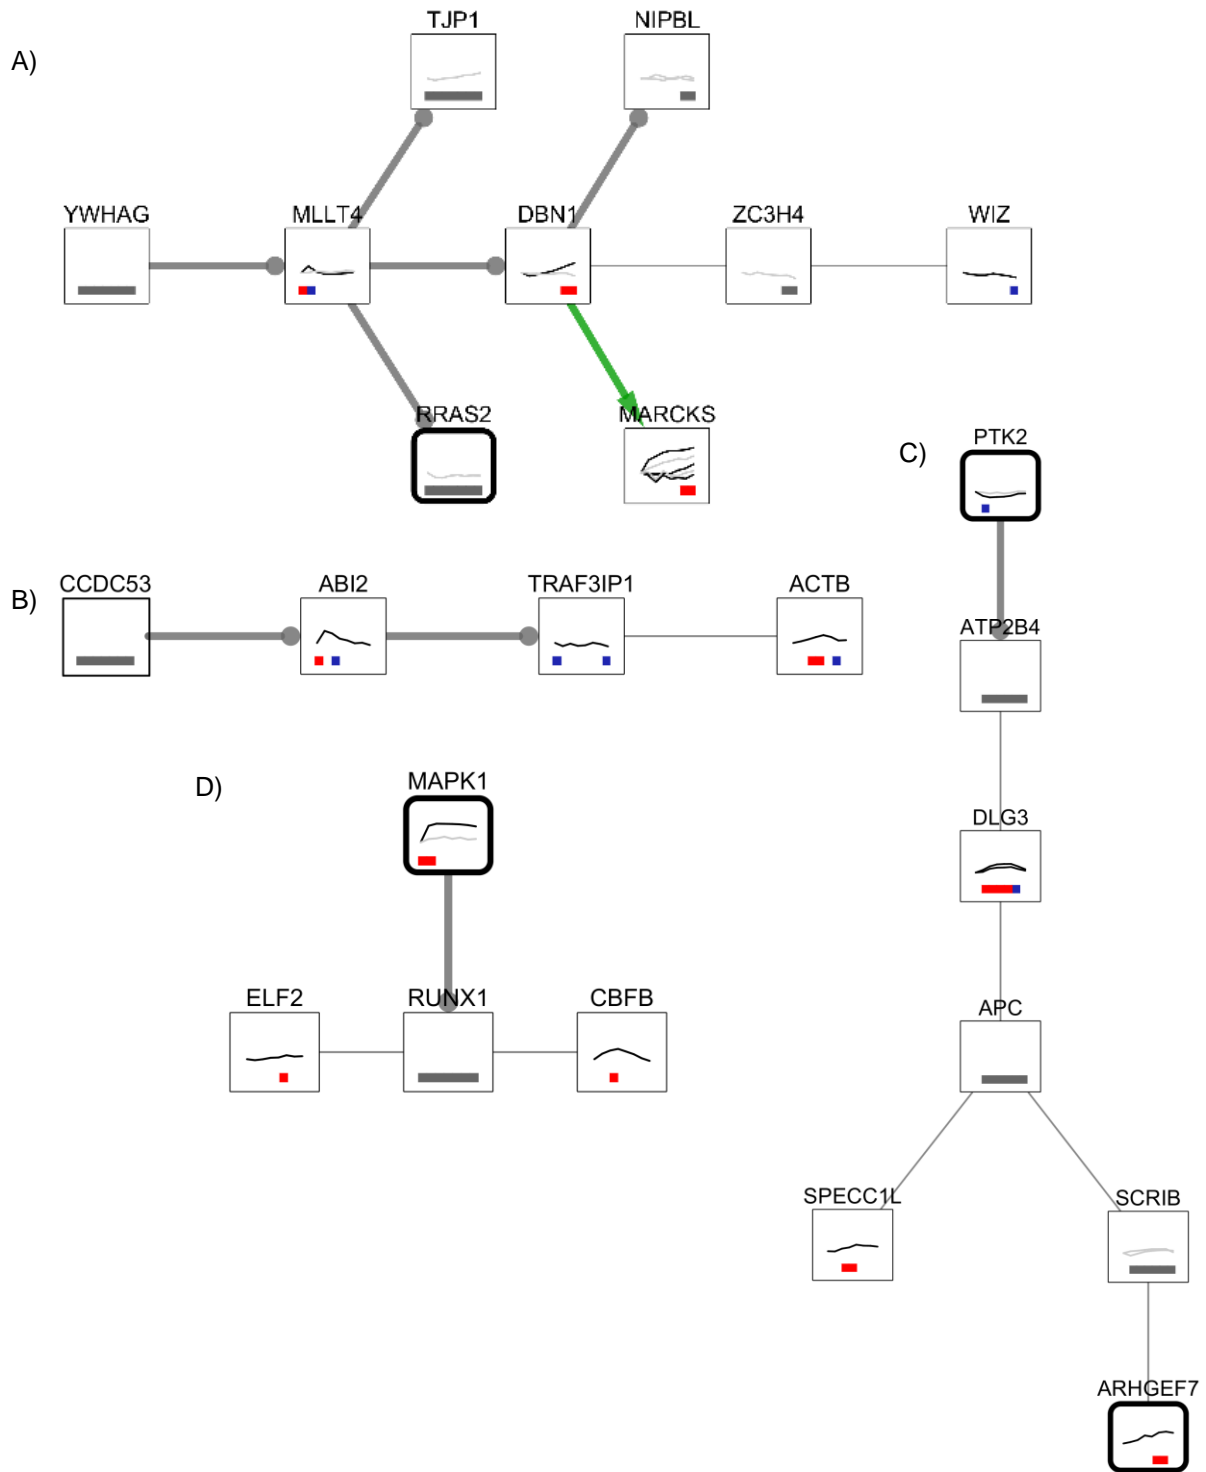 TJP1 NIPBL
A)
YWHAG MLLT4 DBN1 ZC3H4 WIZ
RRAS2 MARCKS
C)
PTK2
B)
CCDC53 ABI2 TRAF3IP1 ACTB
ATP2B4
D)
MAPK1
DLG3
ELF2 RUNX1 CBFB
APC
SPECC1L SCRIB
ARHGEF7